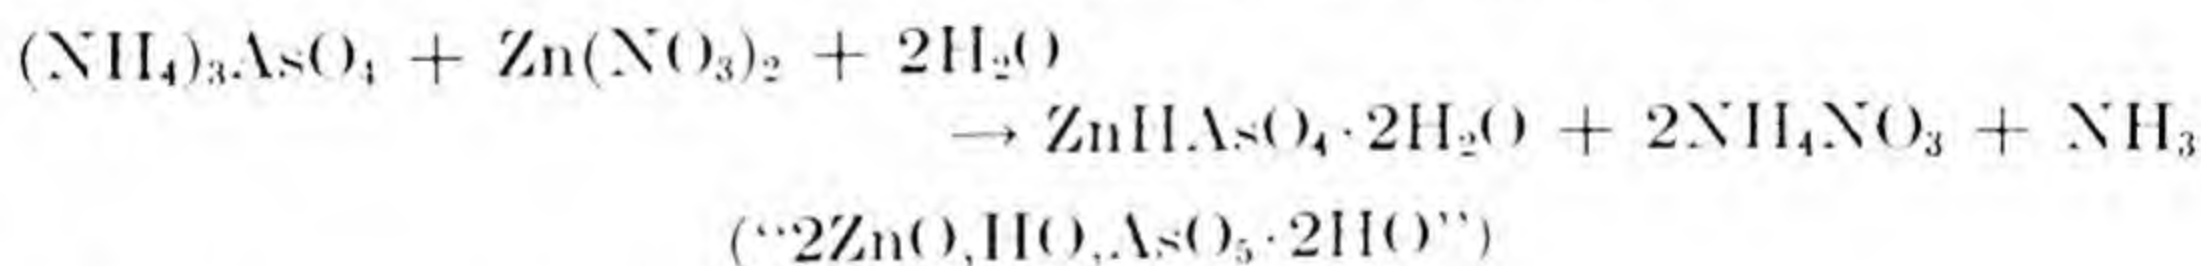 (NH₄)₃AsO₄ + Zn(NO₃)₂ + 2H₂O
→ ZnHAsO₄·2H₂O + 2NH₄NO₃ + NH₃
(“2ZnO,HO,AsO₅·2HO”)